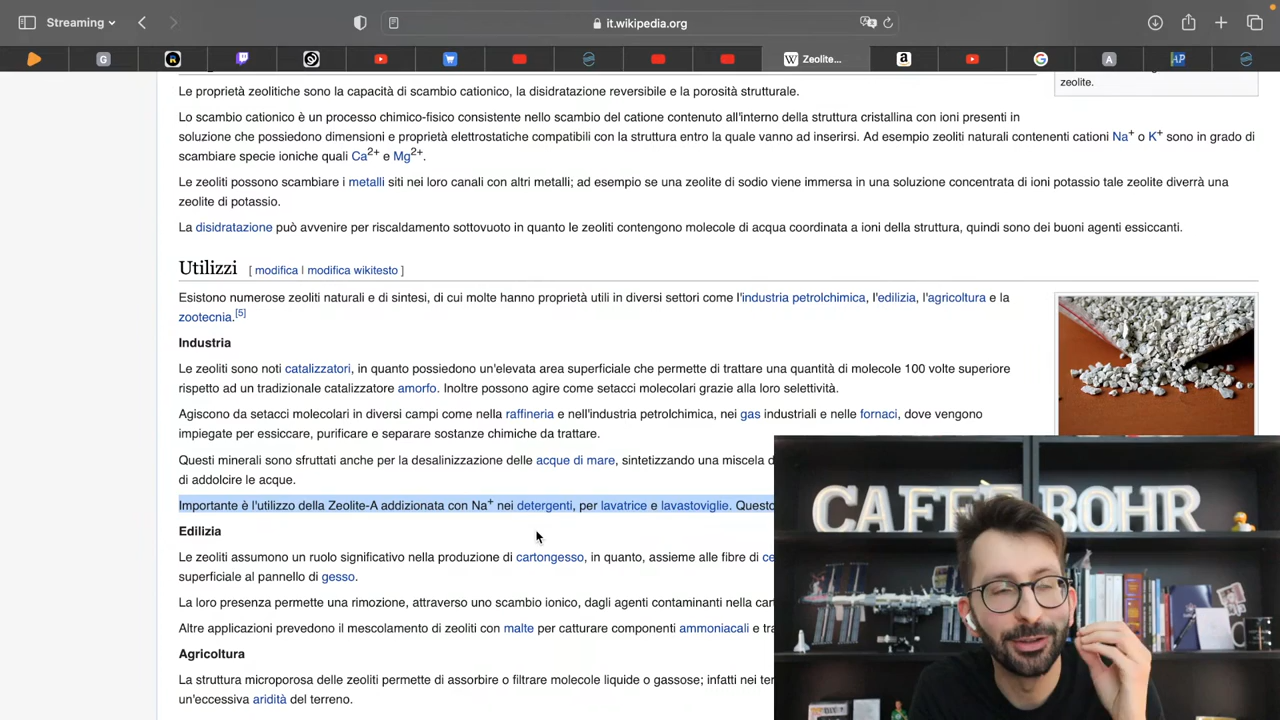 Streaming
it.wikipedia.org
G
R
W Zeolite...
a
G
A
AP
zeolite.
Le proprietà zeolitiche sono la capacità di scambio cationico, la disidratazione reversibile e la porosità strutturale.
Lo scambio cationico è un processo chimico-fisico consistente nello scambio del catione contenuto all'interno della struttura cristallina con ioni presenti in
soluzione che possiedono dimensioni e proprietà elettrostatiche compatibili con la struttura entro la quale vanno ad inserirsi. Ad esempio zeoliti naturali contenenti cationi Na+ o K+ sono in grado di
scambiare specie ioniche quali Ca2+ e Mg2+.
Le zeoliti possono scambiare i metalli siti nei loro canali con altri metalli; ad esempio se una zeolite di sodio viene immersa in una soluzione concentrata di ioni potassio tale zeolite diverrà una
zeolite di potassio.
La disidratazione può avvenire per riscaldamento sottovuoto in quanto le zeoliti contengono molecole di acqua coordinata a ioni della struttura, quindi sono dei buoni agenti essiccanti.
Utilizzi [ modifica | modifica wikitesto ]
Esistono numerose zeoliti naturali e di sintesi, di cui molte hanno proprietà utili in diversi settori come l'industria petrolchimica, l'edilizia, l'agricoltura e la
zootecnia.[5]
Industria
Le zeoliti sono noti catalizzatori, in quanto possiedono un'elevata area superficiale che permette di trattare una quantità di molecole 100 volte superiore
rispetto ad un tradizionale catalizzatore amorfo. Inoltre possono agire come setacci molecolari grazie alla loro selettività.
Agiscono da setacci molecolari in diversi campi come nella raffineria e nell'industria petrolchimica, nei gas industriali e nelle fornaci, dove vengono
impiegate per essiccare, purificare e separare sostanze chimiche da trattare.
Questi minerali sono sfruttati anche per la desalinizzazione delle acque di mare, sintetizzando una miscela d
di addolcire le acque.
Importante è l'utilizzo della Zeolite-A addizionata con Na+ nei detergenti, per lavatrice e lavastoviglie. Questo
Edilizia
Le zeoliti assumono un ruolo significativo nella produzione di cartongesso, in quanto, assieme alle fibre di ce
superficiale al pannello di gesso.
La loro presenza permette una rimozione, attraverso uno scambio ionico, dagli agenti contaminanti nella car
Altre applicazioni prevedono il mescolamento di zeoliti con malte per catturare componenti ammoniacali e tra
Agricoltura
La struttura microporosa delle zeoliti permette di assorbire o filtrare molecole liquide o gassose; infatti nei ter
un'eccessiva aridità del terreno.
CAFE BOHR